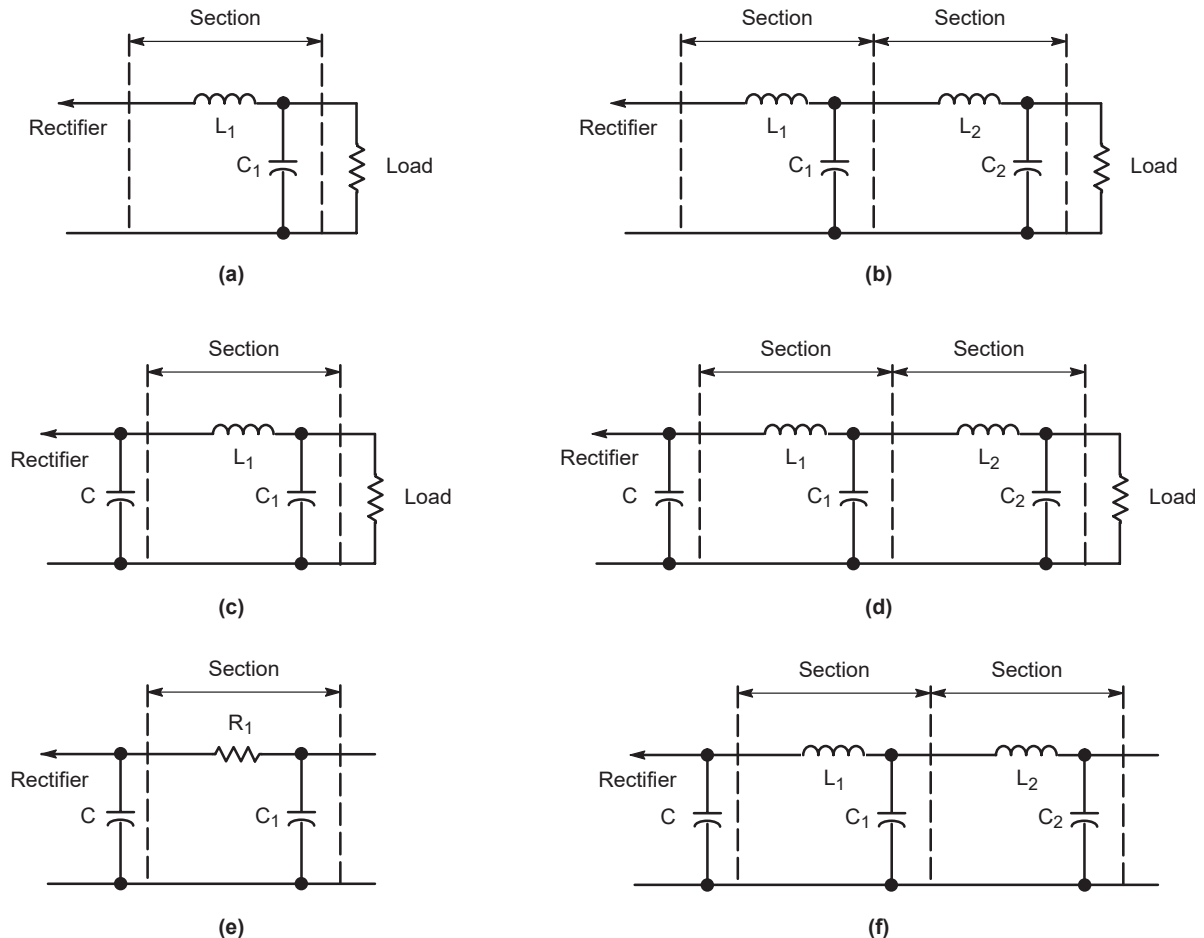 Section
Rectifier
L1
C1
Load
(a)
Section Section
Rectifier
L1 L2
C1 C2
Load
(b)
Section
Rectifier
L1
C C1
Load
(c)
Section Section
Rectifier
L1 L2
C C1 C2
Load
(d)
Section
R1
Rectifier
C C1
(e)
Section Section
Rectifier
L1 L2
C C1 C2
(f)